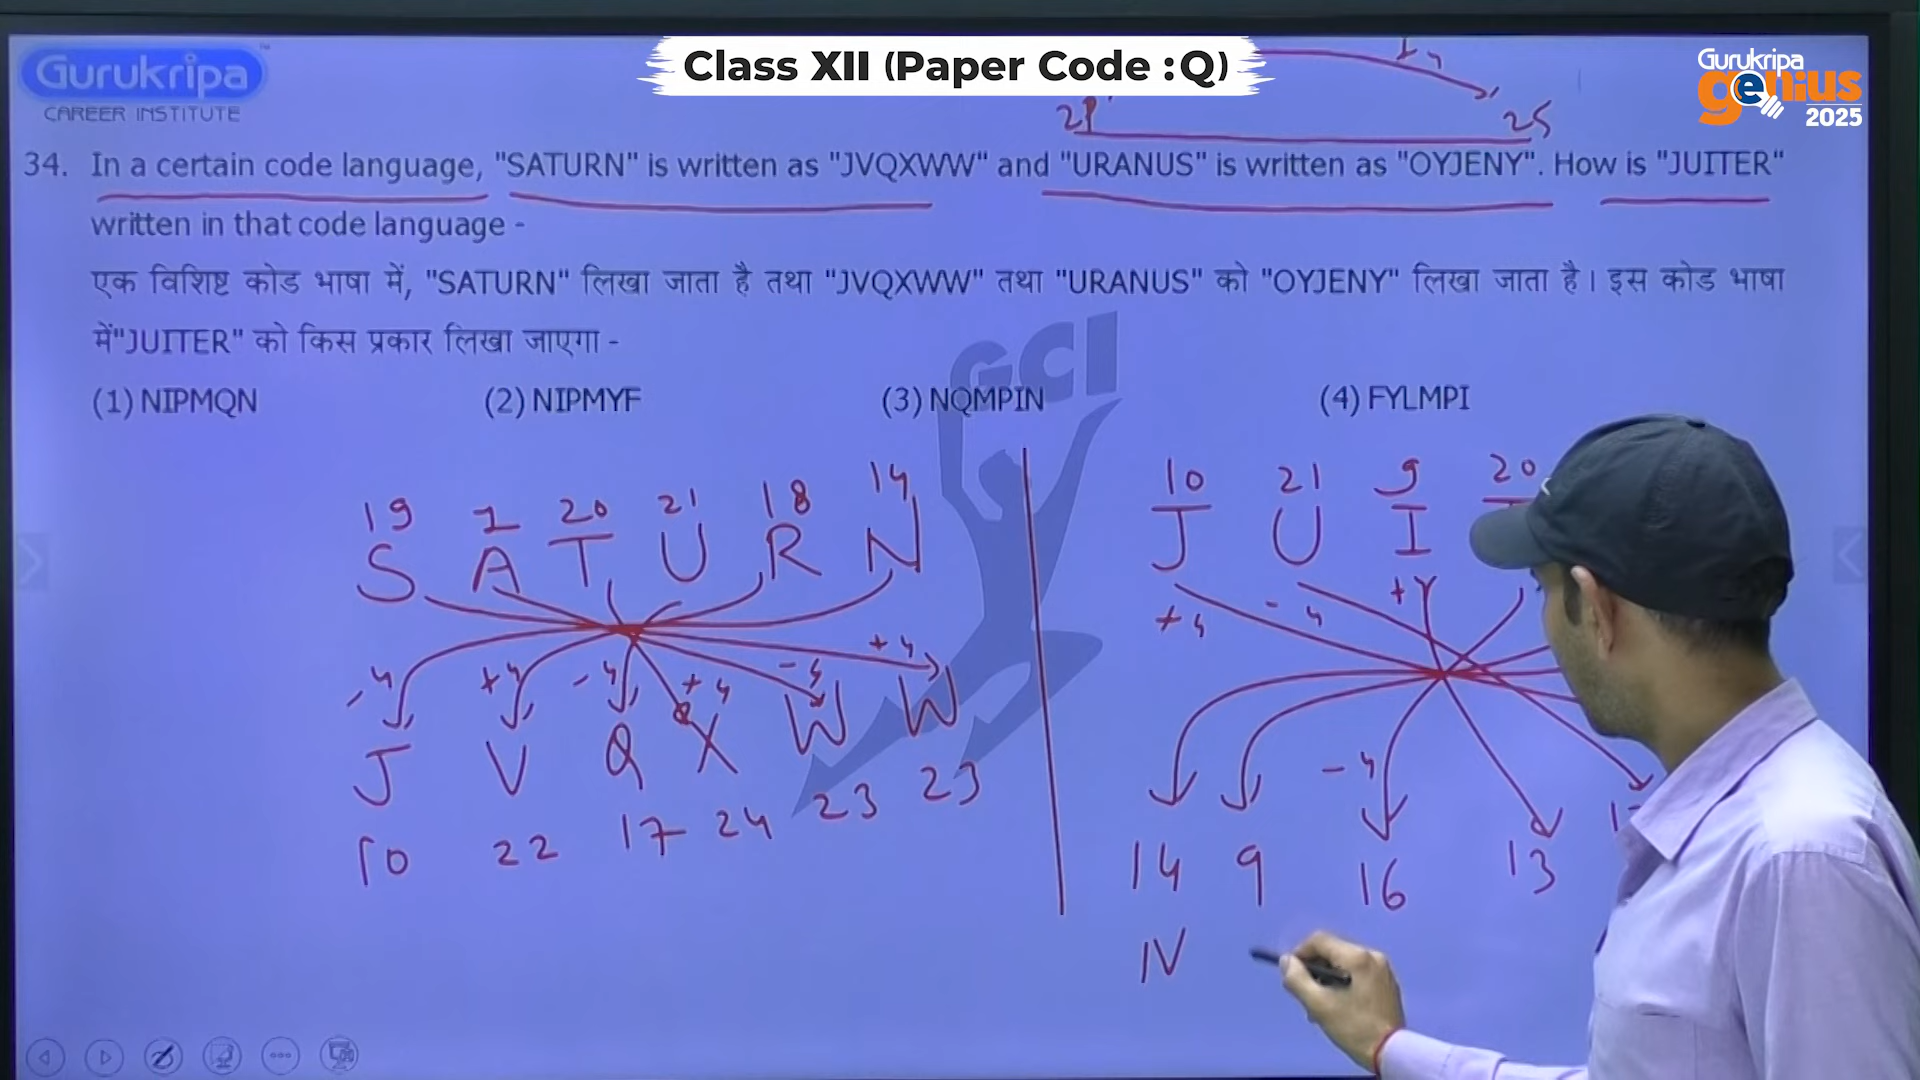 Gurukripa
CAREER INSTITUTE
Class XII (Paper Code :Q)
Gurukripa
genius
2025
21 25
34. In a certain code language, "SATURN" is written as "JVQXWW" and "URANUS" is written as "OYJENY". How is "JUITER"
written in that code language -
एक विशिष्ट कोड भाषा में, "SATURN" लिखा जाता है तथा "JVQXWW" तथा "URANUS" को "OYJENY" लिखा जाता है। इस कोड भाषा
में"JUITER" को किस प्रकार लिखा जाएगा -
(1) NIPMQN (2) NIPMYF (3) NQMPIN (4) FYLMPI
GCI
19 1 20 21 18 14
S A T U R N
-4 +4 -4 +4 -4 +4
J V Q X W W
10 22 17 24 23 23
10 21 9 20
J U I
+4 -4 +4
-4
14 9 16 13
N